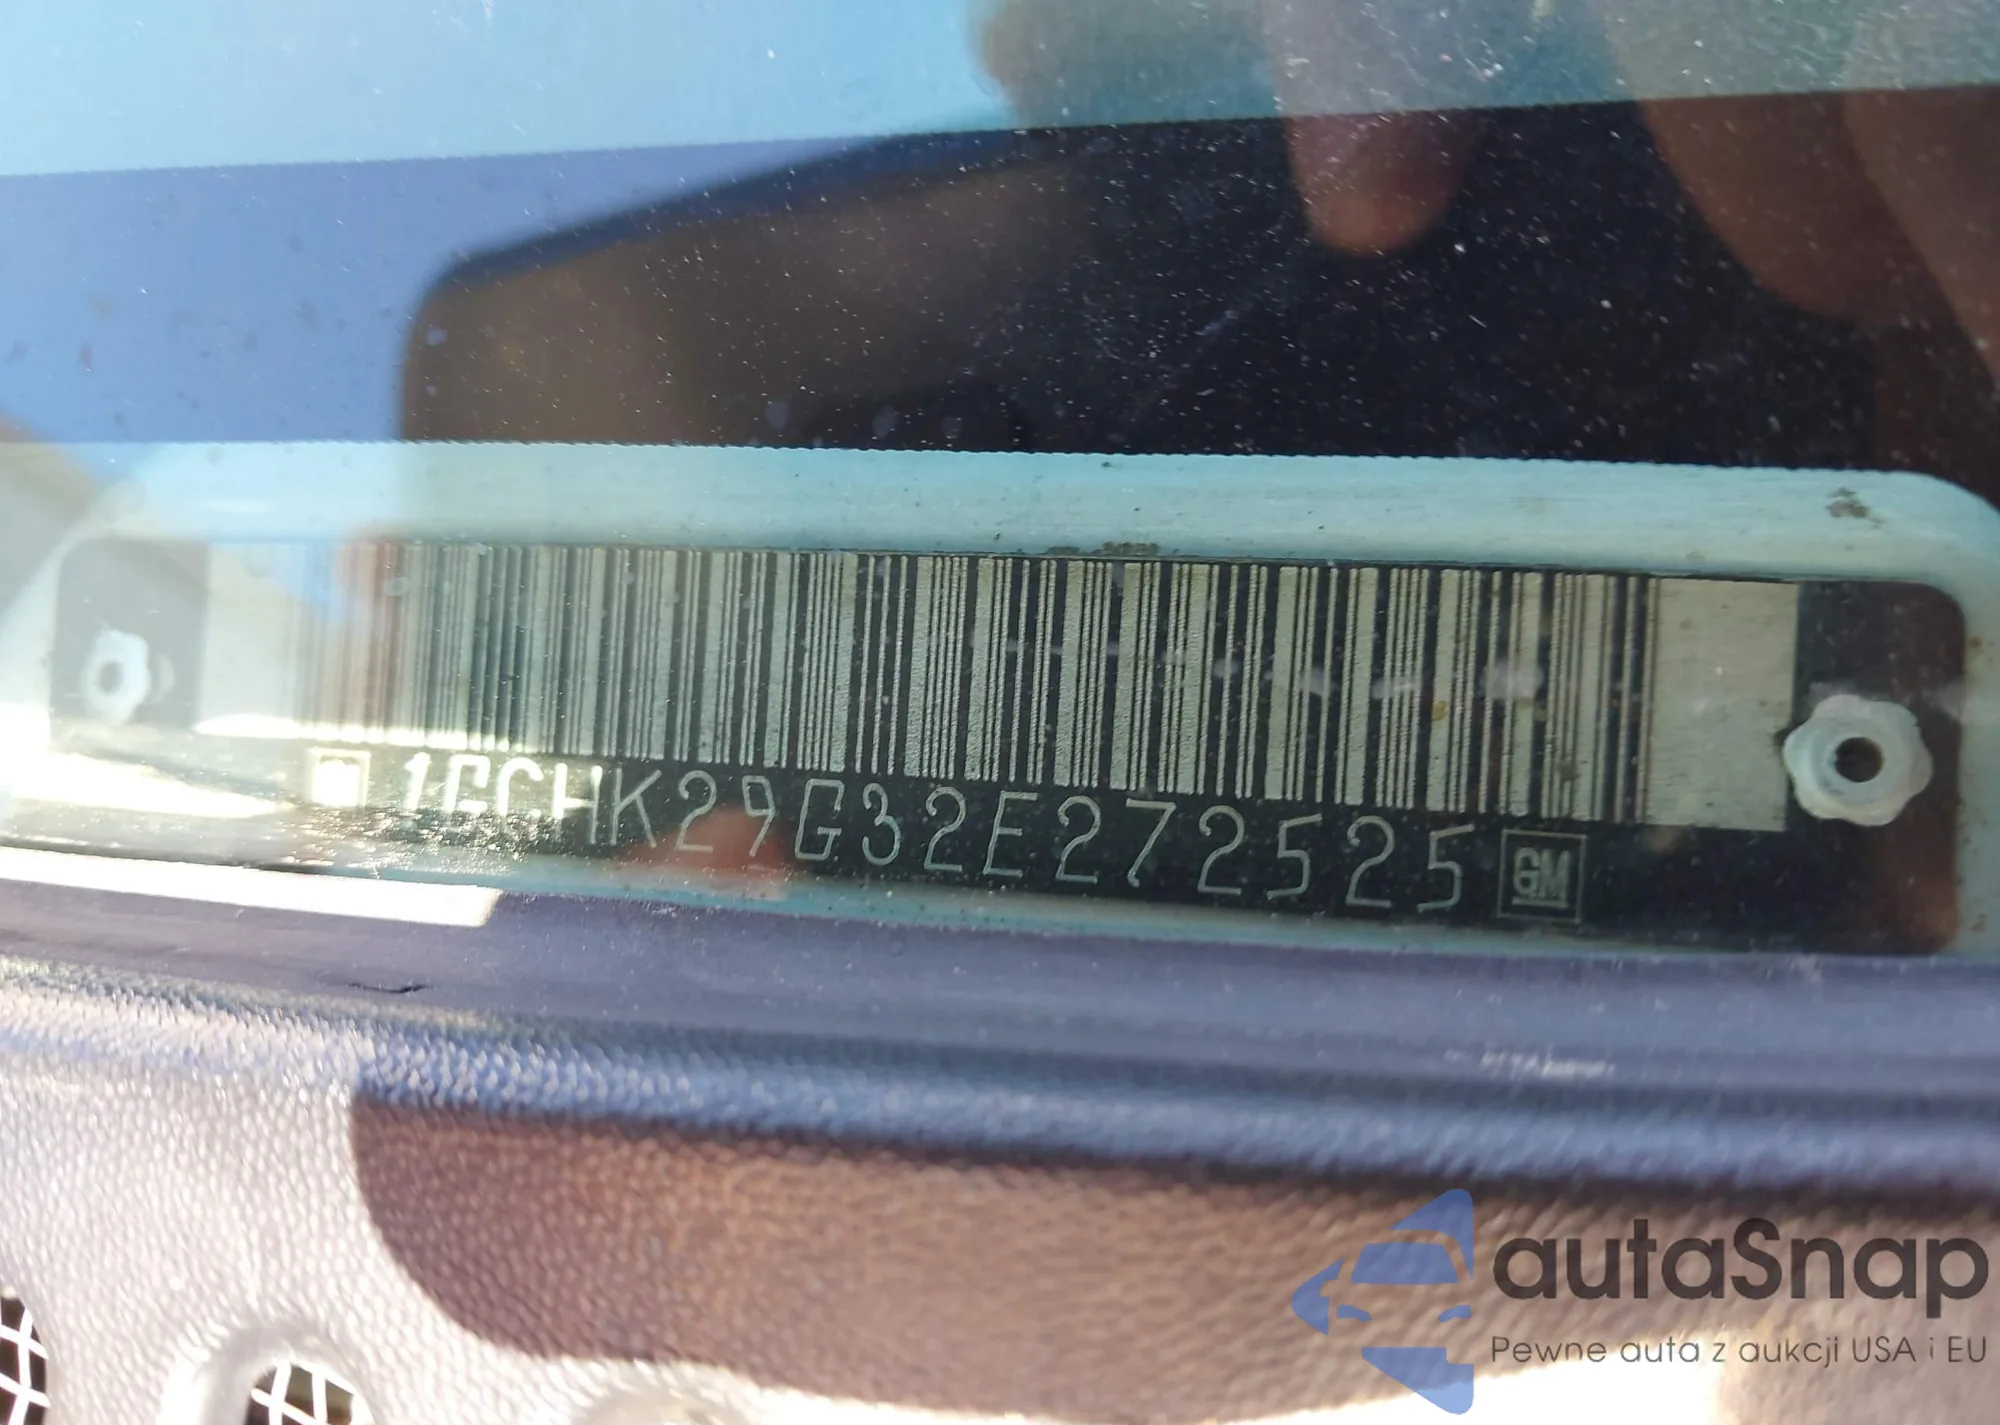 1GCHK29G32E272525 GM
autaSnap
Pewne auta z aukcji USA i EU